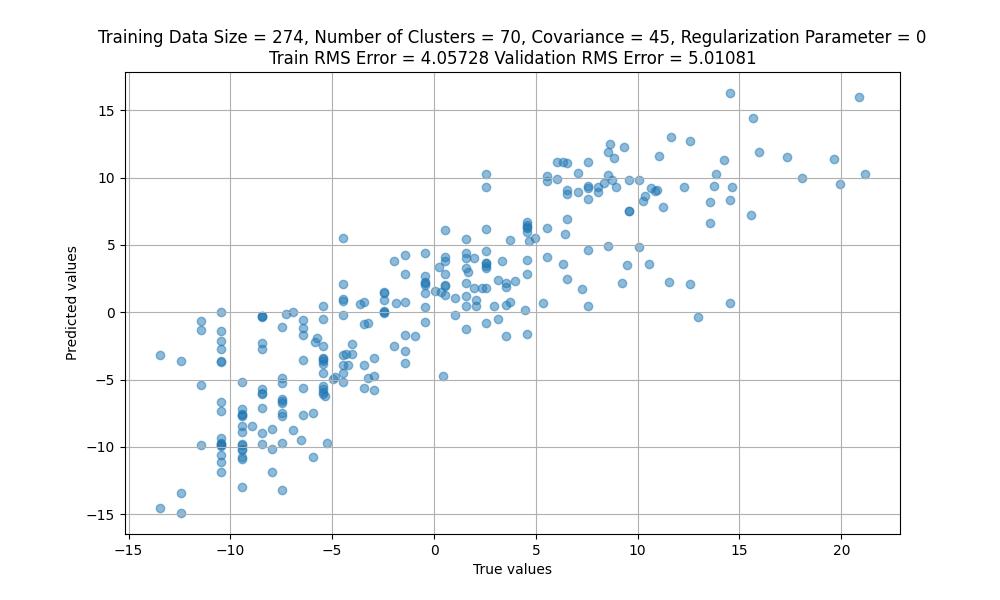 Training Data Size = 274, Number of Clusters = 70, Covariance = 45, Regularization Parameter = 0
Train RMS Error = 4.05728 Validation RMS Error = 5.01081
15
10
5
0
−5
−10
−15
Predicted values
−15 −10 −5 0 5 10 15 20
True values